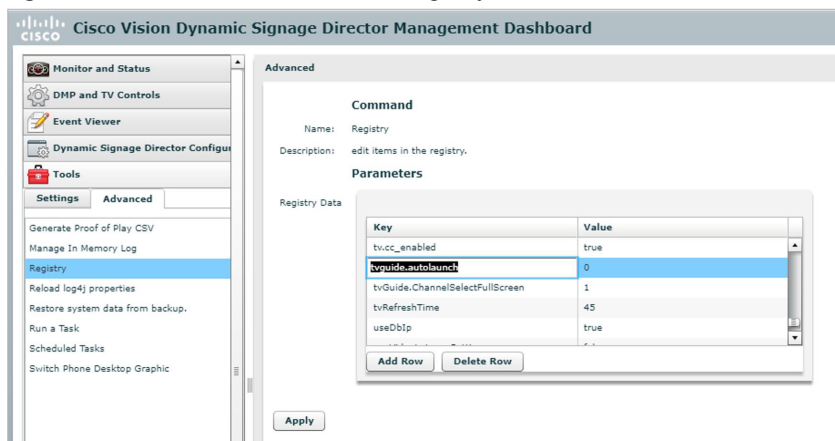 CISCO
Cisco Vision Dynamic Signage Director Management Dashboard
Monitor and Status
DMP and TV Controls
Event Viewer
Dynamic Signage Director Configur
Tools
Settings
Advanced
Generate Proof of Play CSV
Manage In Memory Log
Registry
Reload log4j properties
Restore system data from backup.
Run a Task
Scheduled Tasks
Switch Phone Desktop Graphic
Advanced
Command
Name: Registry
Description: edit items in the registry.
Parameters
Registry Data
Key Value
tv.cc_enabled true
tvguide.autolaunch 0
tvGuide.ChannelSelectFullScreen 1
tvRefreshTime 45
useDbIp true
Add Row Delete Row
Apply